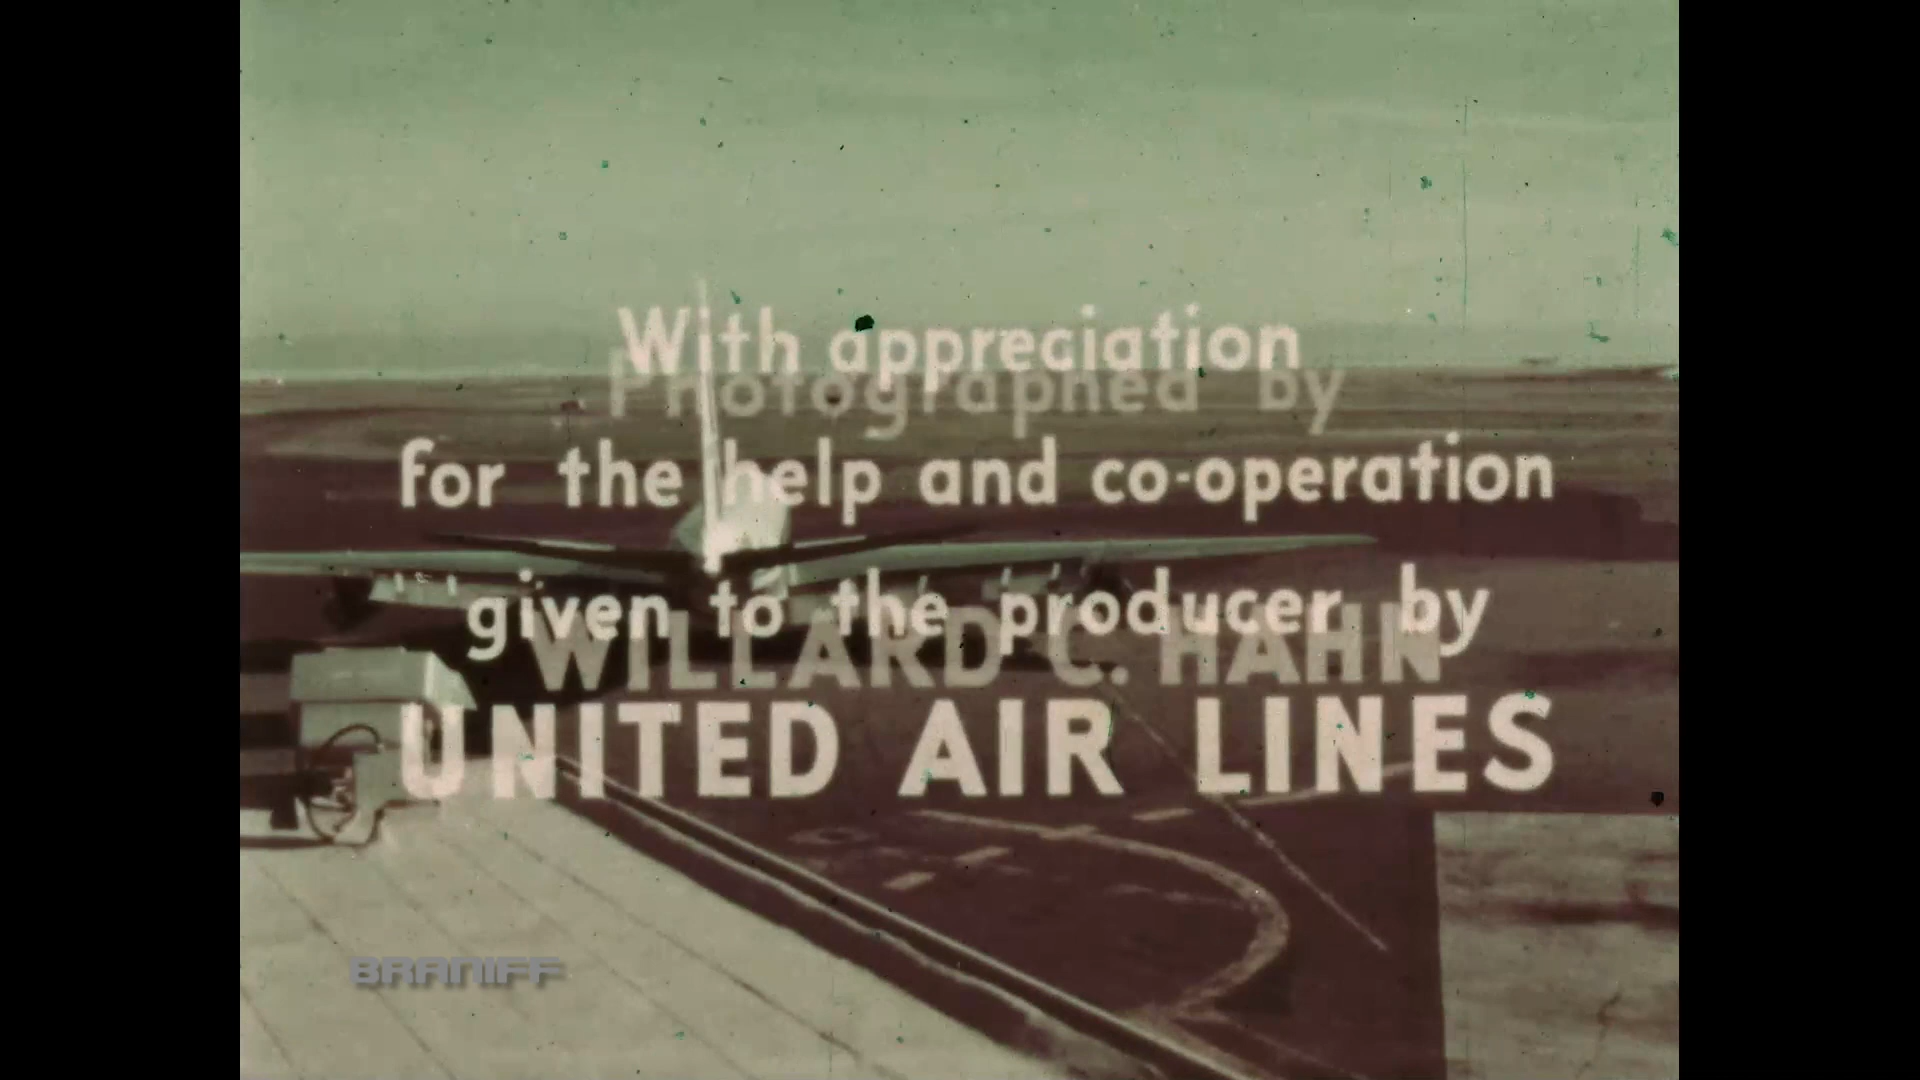 With appreciation
Photographed by
for the help and co-operation
given to the producer by
WILLARD C. HAHN
UNITED AIR LINES
BRANIFF